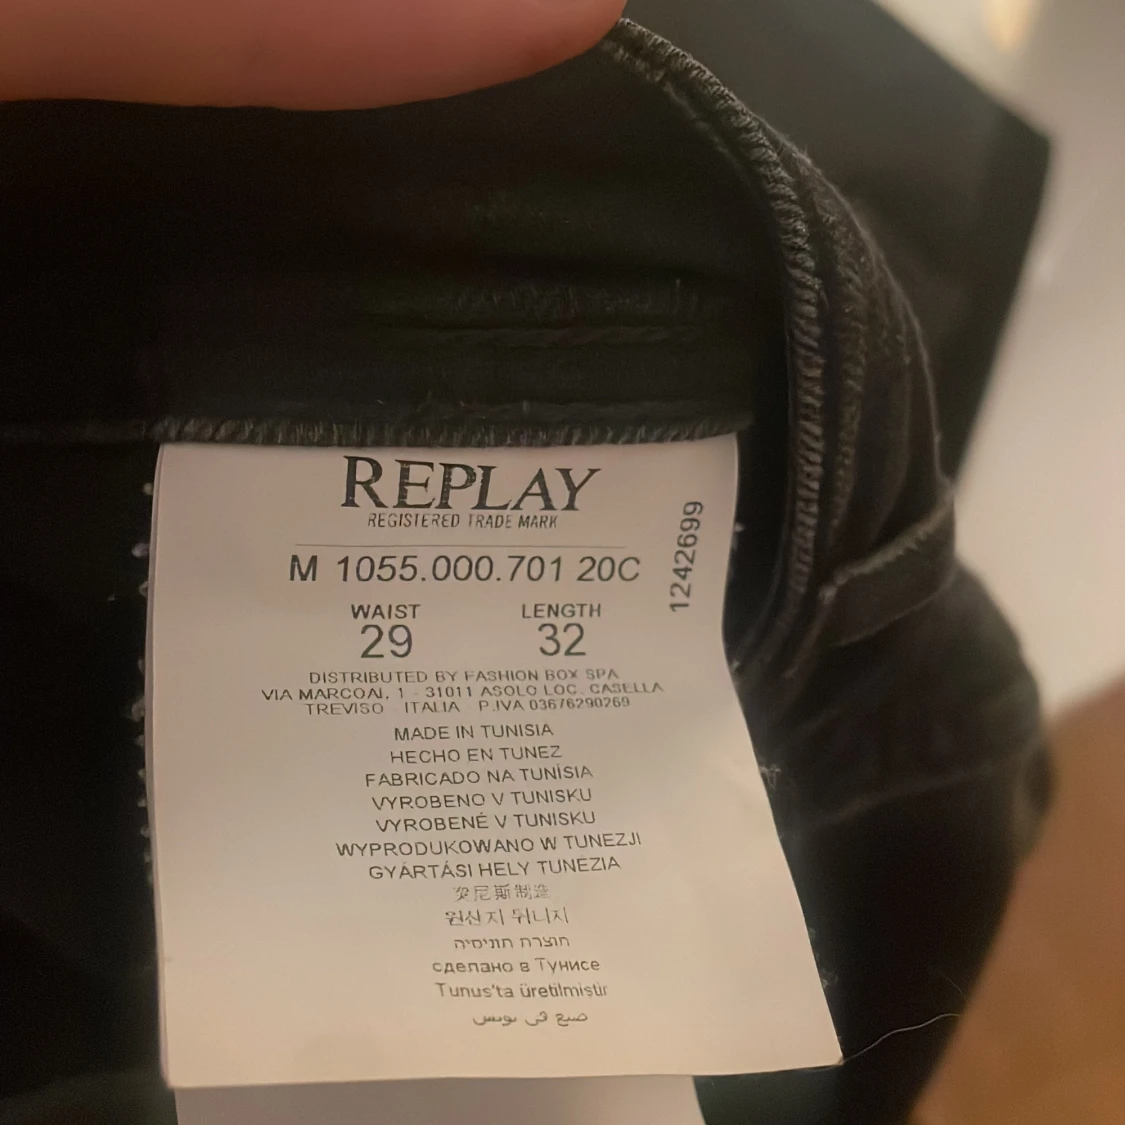 REPLAY
REGISTERED TRADE MARK
M 1055.000.701 20C
1242699
WAIST LENGTH
29 32
DISTRIBUTED BY FASHION BOX SPA
VIA MARCONI, 1 - 31011 ASOLO LOC. CASELLA
TREVISO - ITALIA - P.IVA 03676290269
MADE IN TUNISIA
HECHO EN TUNEZ
FABRICADO NA TUNÍSIA
VYROBENO V TUNISKU
VYROBENÉ V TUNISKU
WYPRODUKOWANO W TUNEZJI
GYÁRTÁSI HELY TUNÉZIA
突尼斯制造
원산지 튀니지
תוצרת תוניסיה
сделано в Тунисе
Tunus'ta üretilmiştir
صنع في تونس